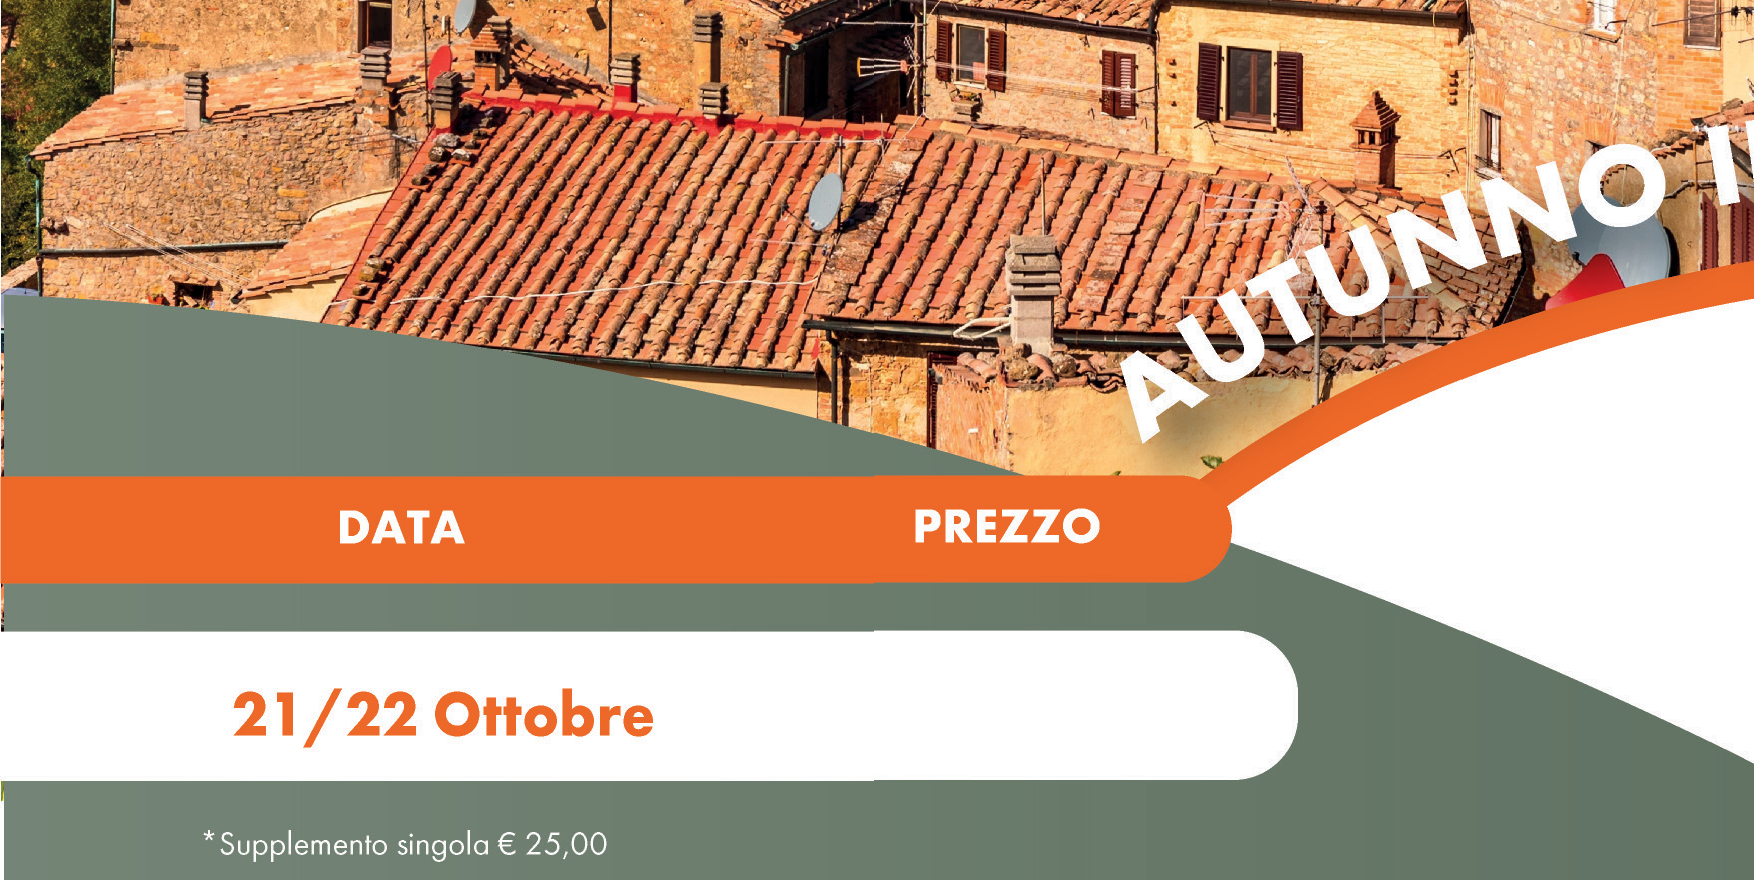 AUTUNNO
DATA PREZZO
21/22 Ottobre
*Supplemento singola € 25,00